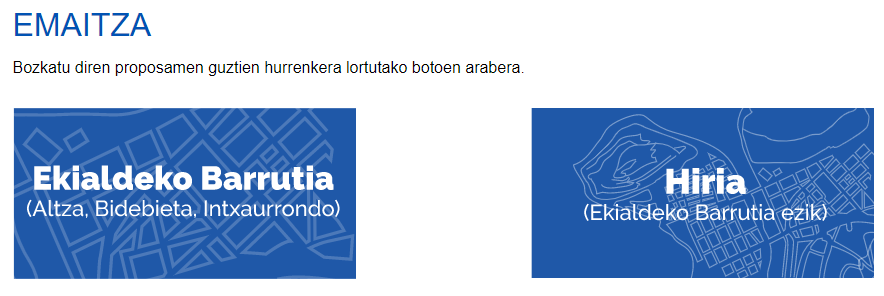 EMAITZA
Bozkatu diren proposamen guztien hurrenkera lortutako botoen arabera.
Ekialdeko Barrutia
(Altza, Bidebieta, Intxaurrondo)
Hiria
(Ekialdeko Barrutia ezik)